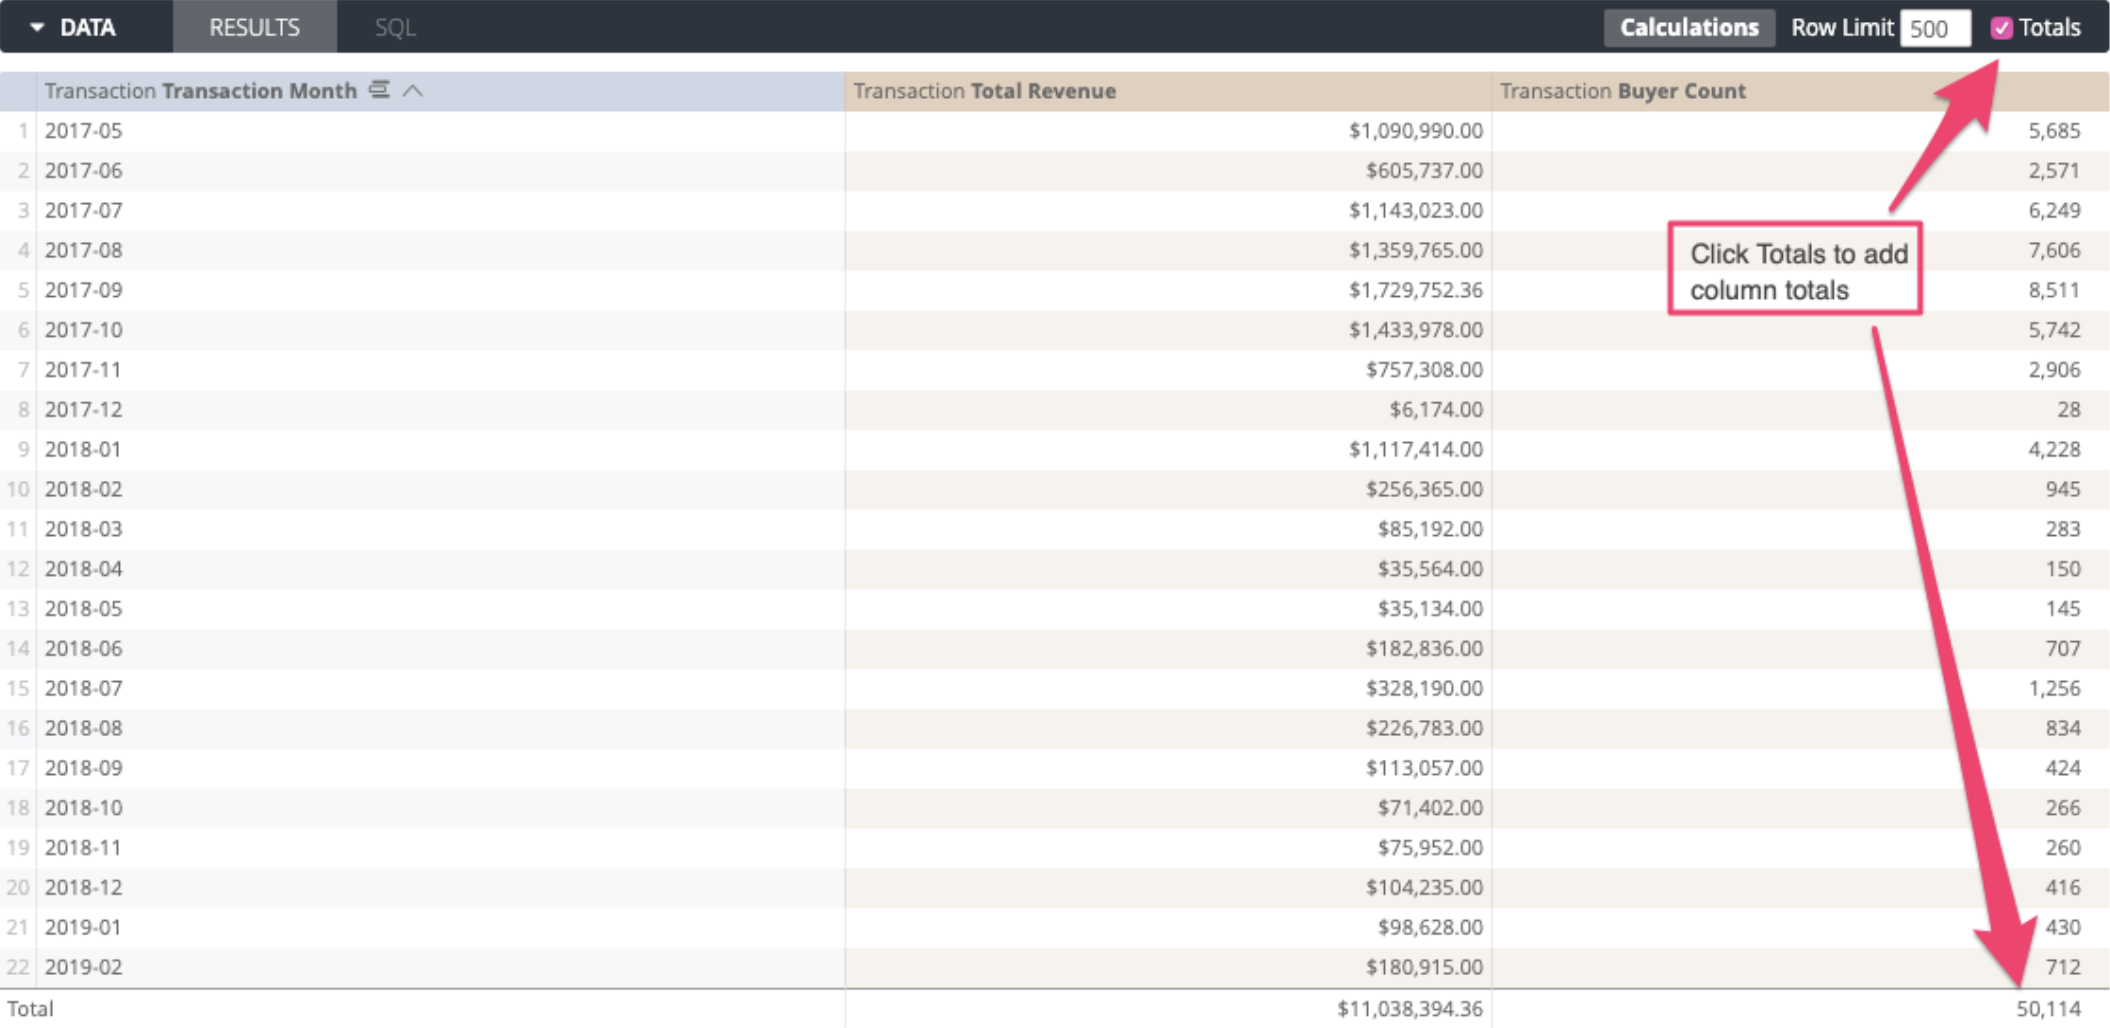 DATA RESULTS SQL Calculations Row Limit 500 Totals
Transaction Transaction Month Transaction Total Revenue Transaction Buyer Count
1 2017-05 $1,090,990.00 5,685
2 2017-06 $605,737.00 2,571
3 2017-07 $1,143,023.00 6,249
4 2017-08 $1,359,765.00 7,606
Click Totals to add
column totals
5 2017-09 $1,729,752.36 8,511
6 2017-10 $1,433,978.00 5,742
7 2017-11 $757,308.00 2,906
8 2017-12 $6,174.00 28
9 2018-01 $1,117,414.00 4,228
10 2018-02 $256,365.00 945
11 2018-03 $85,192.00 283
12 2018-04 $35,564.00 150
13 2018-05 $35,134.00 145
14 2018-06 $182,836.00 707
15 2018-07 $328,190.00 1,256
16 2018-08 $226,783.00 834
17 2018-09 $113,057.00 424
18 2018-10 $71,402.00 266
19 2018-11 $75,952.00 260
20 2018-12 $104,235.00 416
21 2019-01 $98,628.00 430
22 2019-02 $180,915.00 712
Total $11,038,394.36 50,114